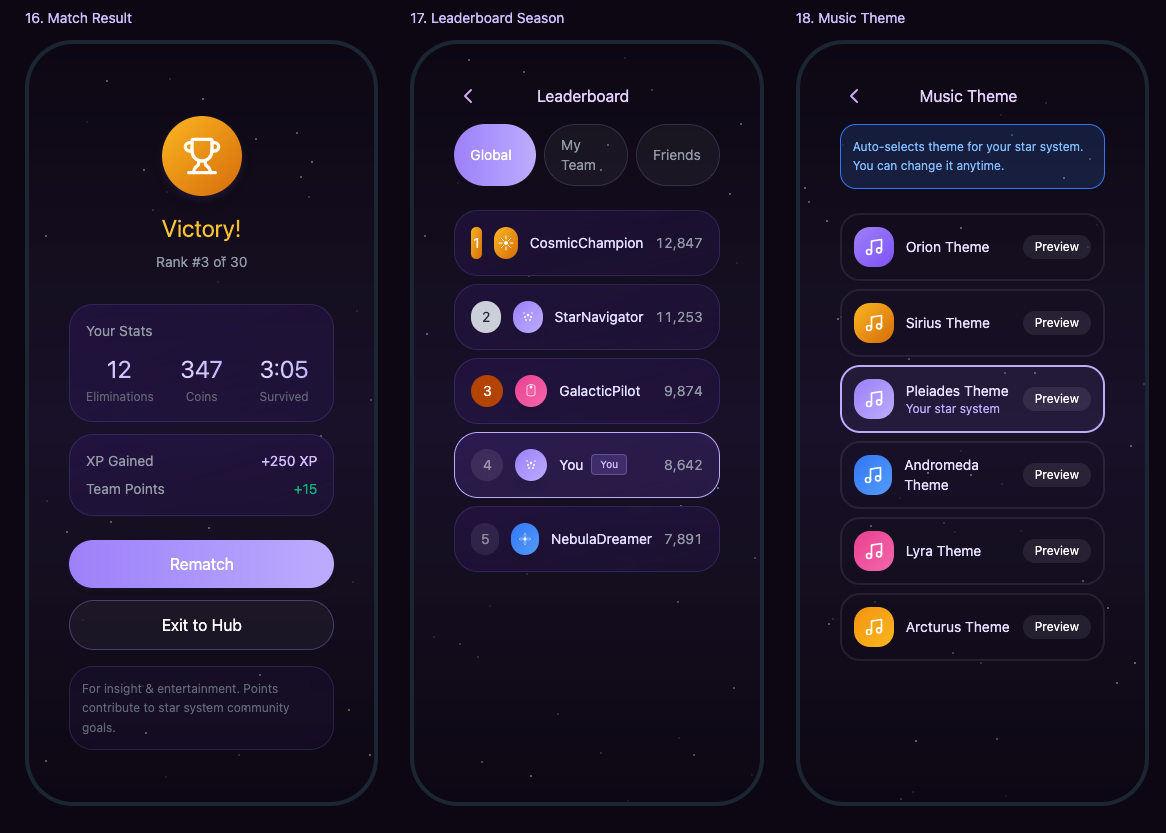 16. Match Result
Victory!
Rank #3 of 30
Your Stats
12 347 3:05
Eliminations Coins Survived
XP Gained +250 XP
Team Points +15
Rematch
Exit to Hub
For insight & entertainment. Points
contribute to star system community
goals.
17. Leaderboard Season
Leaderboard
Global
My
Team
Friends
1 CosmicChampion 12,847
2 StarNavigator 11,253
3 GalacticPilot 9,874
4 You You 8,642
5 NebulaDreamer 7,891
18. Music Theme
Music Theme
Auto-selects theme for your star system.
You can change it anytime.
Orion Theme Preview
Sirius Theme Preview
Pleiades Theme
Your star system
Preview
Andromeda
Theme
Preview
Lyra Theme Preview
Arcturus Theme Preview